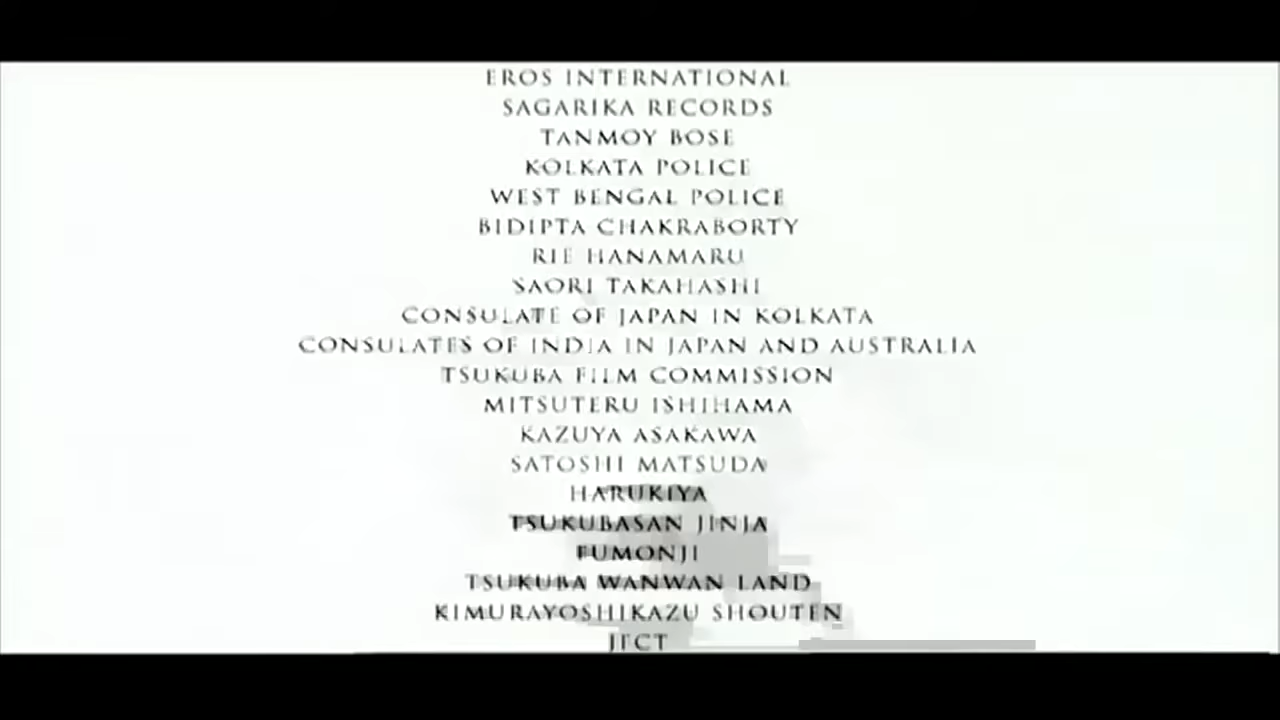 EROS INTERNATIONAL
SAGARIKA RECORDS
TANMOY BOSE
KOLKATA POLICE
WEST BENGAL POLICE
BIDIPTA CHAKRABORTY
RIE HANAMARU
SAORI TAKAHASHI
CONSULATE OF JAPAN IN KOLKATA
CONSULATES OF INDIA IN JAPAN AND AUSTRALIA
TSUKUBA FILM COMMISSION
MITSUTERU ISHIHAMA
KAZUYA ASAKAWA
SATOSHI MATSUDA
HARUKIYA
TSUKUBASAN JINJA
FUMONJI
TSUKUBA WANWAN LAND
KIMURAYOSHIKAZU SHOUTEN